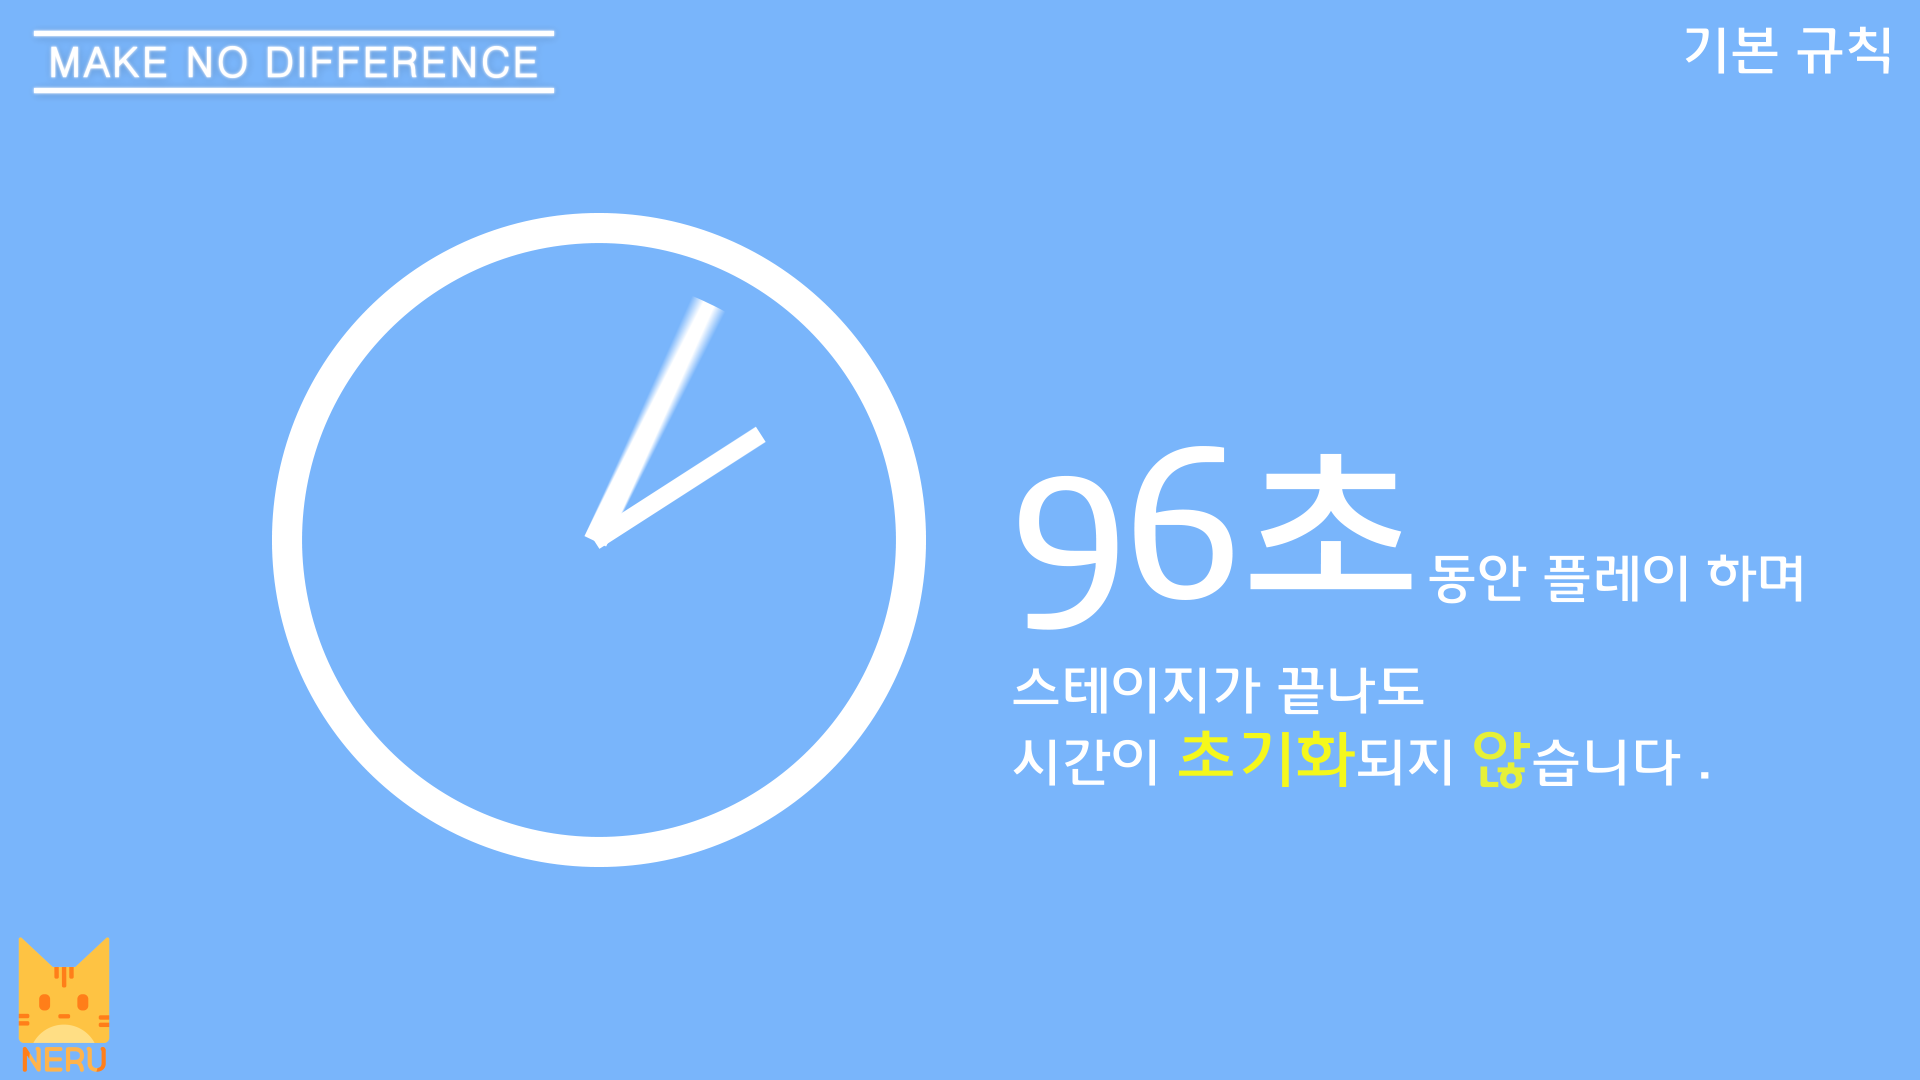 MAKE NO DIFFERENCE
기본 규칙
96초 동안 플레이 하며
스테이지가 끝나도
시간이 초기화되지 않습니다 .
NERU